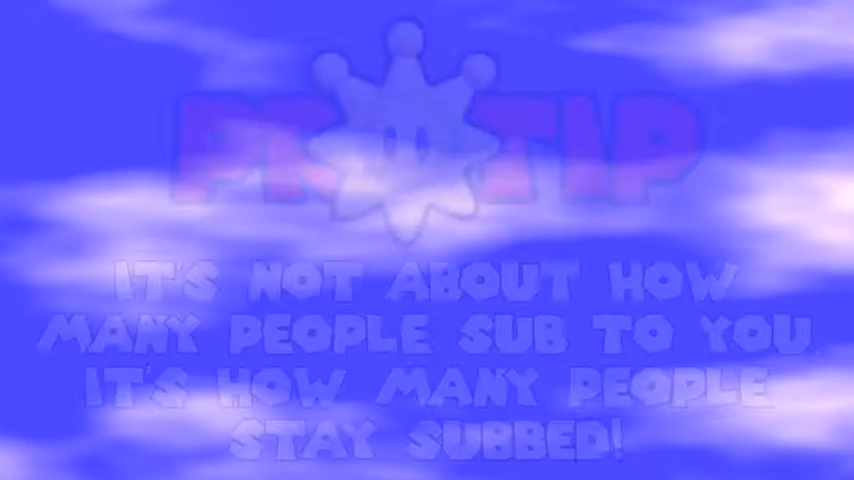 PROTIP
IT'S NOT ABOUT HOW
MANY PEOPLE SUB TO YOU
IT'S HOW MANY PEOPLE
STAY SUBBED!